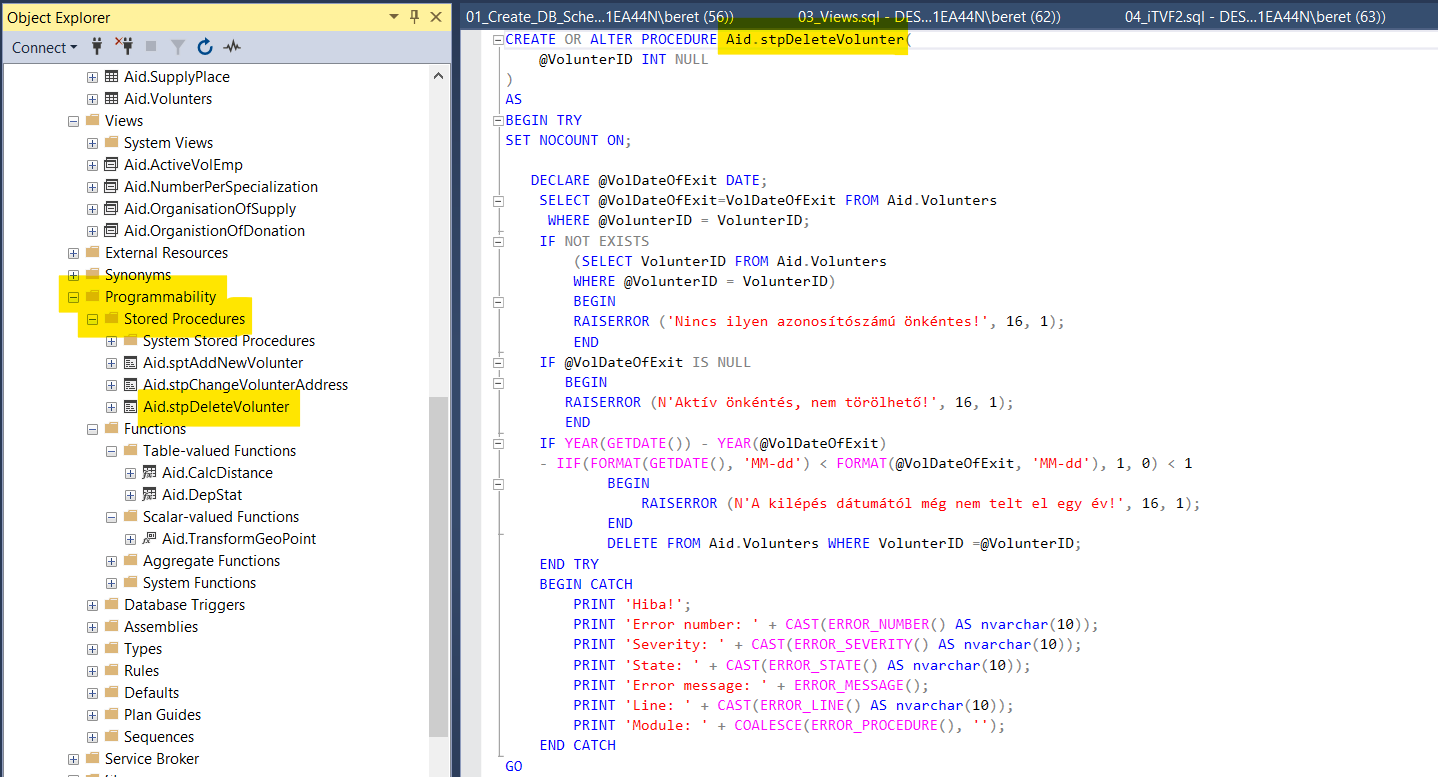 Object Explorer
Connect
Aid.SupplyPlace
Aid.Volunters
Views
System Views
Aid.ActiveVolEmp
Aid.NumberPerSpecialization
Aid.OrganisationOfSupply
Aid.OrganistionOfDonation
External Resources
Synonyms
Programmability
Stored Procedures
System Stored Procedures
Aid.sptAddNewVolunter
Aid.stpChangeVolunterAddress
Aid.stpDeleteVolunter
Functions
Table-valued Functions
Aid.CalcDistance
Aid.DepStat
Scalar-valued Functions
Aid.TransformGeoPoint
Aggregate Functions
System Functions
Database Triggers
Assemblies
Types
Rules
Defaults
Plan Guides
Sequences
Service Broker
01_Create_DB_Sche...1EA44N\beret (56)) 03_Views.sql - DES...1EA44N\beret (62)) 04_iTVF2.sql - DES...1EA44N\beret (63))
CREATE OR ALTER PROCEDURE Aid.stpDeleteVolunter(
@VolunterID INT NULL
)
AS
BEGIN TRY
SET NOCOUNT ON;
DECLARE @VolDateOfExit DATE;
SELECT @VolDateOfExit=VolDateOfExit FROM Aid.Volunters
WHERE @VolunterID = VolunterID;
IF NOT EXISTS
(SELECT VolunterID FROM Aid.Volunters
WHERE @VolunterID = VolunterID)
BEGIN
RAISERROR ('Nincs ilyen azonosítószámú önkéntes!', 16, 1);
END
IF @VolDateOfExit IS NULL
BEGIN
RAISERROR (N'Aktív önkéntés, nem törölhető!', 16, 1);
END
IF YEAR(GETDATE()) - YEAR(@VolDateOfExit)
- IIF(FORMAT(GETDATE(), 'MM-dd') < FORMAT(@VolDateOfExit, 'MM-dd'), 1, 0) < 1
BEGIN
RAISERROR (N'A kilépés dátumától még nem telt el egy év!', 16, 1);
END
DELETE FROM Aid.Volunters WHERE VolunterID =@VolunterID;
END TRY
BEGIN CATCH
PRINT 'Hiba!';
PRINT 'Error number: ' + CAST(ERROR_NUMBER() AS nvarchar(10));
PRINT 'Severity: ' + CAST(ERROR_SEVERITY() AS nvarchar(10));
PRINT 'State: ' + CAST(ERROR_STATE() AS nvarchar(10));
PRINT 'Error message: ' + ERROR_MESSAGE();
PRINT 'Line: ' + CAST(ERROR_LINE() AS nvarchar(10));
PRINT 'Module: ' + COALESCE(ERROR_PROCEDURE(), '');
END CATCH
GO